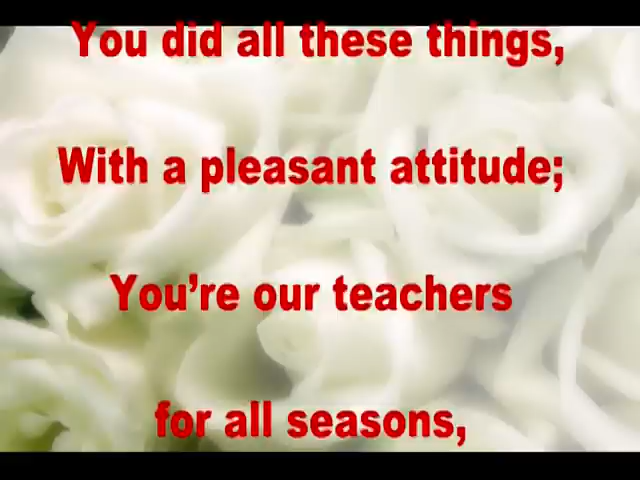 You did all these things,
With a pleasant attitude;
You’re our teachers
for all seasons,